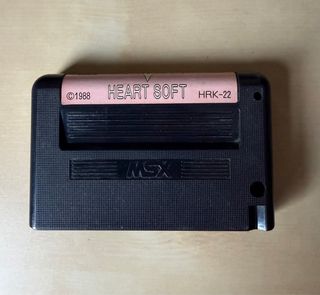 ©1988 HEART SOFT HRK-22
MSX